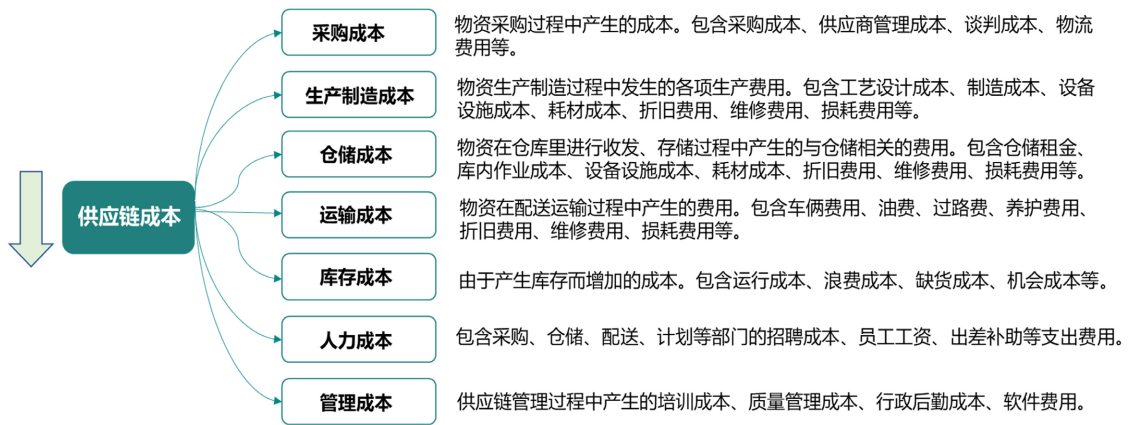 供应链成本
采购成本
物资采购过程中产生的成本。包含采购成本、供应商管理成本、谈判成本、物流
费用等。
生产制造成本
物资生产制造过程中发生的各项生产费用。包含工艺设计成本、制造成本、设备
设施成本、耗材成本、折旧费用、维修费用、损耗费用等。
仓储成本
物资在仓库里进行收发、存储过程中产生的与仓储相关的费用。包含仓储租金、
库内作业成本、设备设施成本、耗材成本、折旧费用、维修费用、损耗费用等。
运输成本
物资在配送运输过程中产生的费用。包含车俩费用、油费、过路费、养护费用、
折旧费用、维修费用、损耗费用等。
库存成本
由于产生库存而增加的成本。包含运行成本、浪费成本、缺货成本、机会成本等。
人力成本
包含采购、仓储、配送、计划等部门的招聘成本、员工工资、出差补助等支出费用。
管理成本
供应链管理过程中产生的培训成本、质量管理成本、行政后勤成本、软件费用。